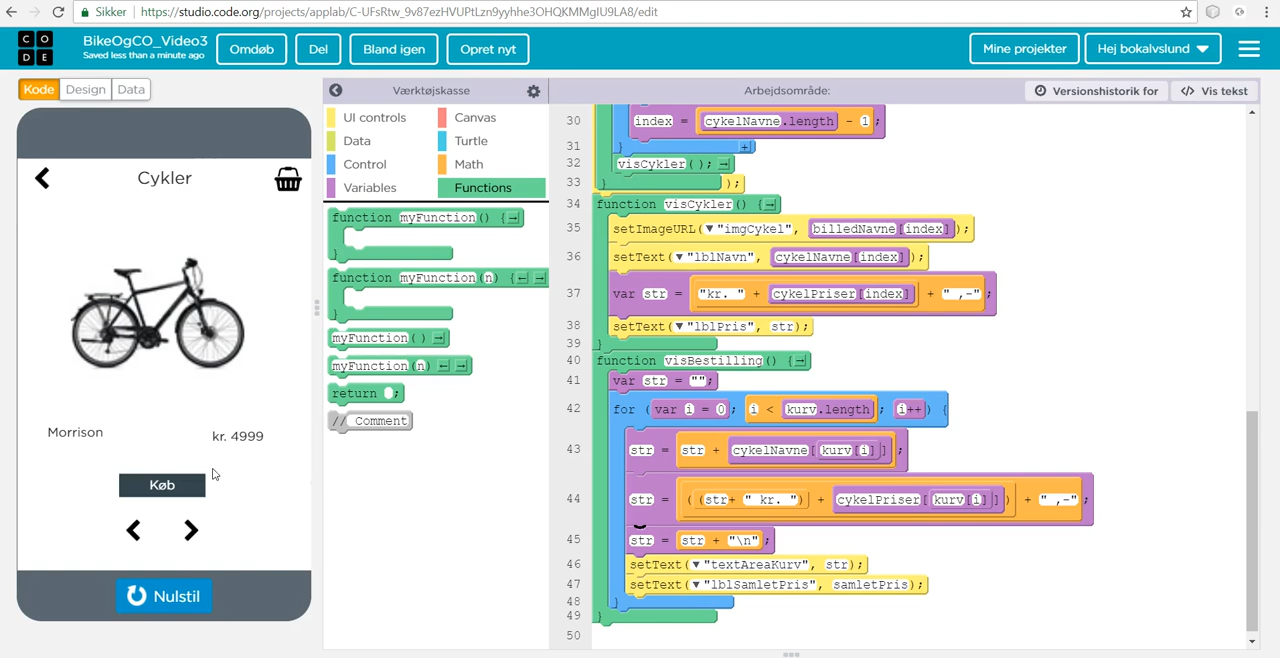 Sikker https://studio.code.org/projects/applab/C-UFsRtw_9v87ezHVUPtLzn9yyhhe3OHQKMMgIU9LA8/edit
CO
DE
BikeOgCO_Video3
Saved less than a minute ago
Omdøb
Del
Bland igen
Opret nyt
Mine projekter
Hej bokalvslund
Kode
Design
Data
Værktøjskasse
Arbejdsområde:
Versionshistorik for
</> Vis tekst
Cykler
Morrison
kr. 4999
Køb
Nulstil
UI controls
Canvas
Data
Turtle
Control
Math
Variables
Functions
function myFunction() {
}
function myFunction(n) {
}
myFunction()
myFunction(n)
return ;
// Comment
30 index = cykelNavne.length - 1;
31 }
32 visCykler();
33 });
34 function visCykler() {
35 setImageURL("imgCykel", billedNavne[index]);
36 setText("lblNavn", cykelNavne[index]);
37 var str = "kr. " + cykelPriser[index] + " ,-";
38 setText("lblPris", str);
39 }
40 function visBestilling() {
41 var str = "";
42 for (var i = 0; i < kurv.length; i++) {
43 str = str + cykelNavne[kurv[i]];
44 str = ((str+ " kr. ") + cykelPriser[kurv[i]]) + " ,-";
45 str = str + "\n";
46 setText("textAreaKurv", str);
47 setText("lblSamletPris", samletPris);
48 }
49 }
50